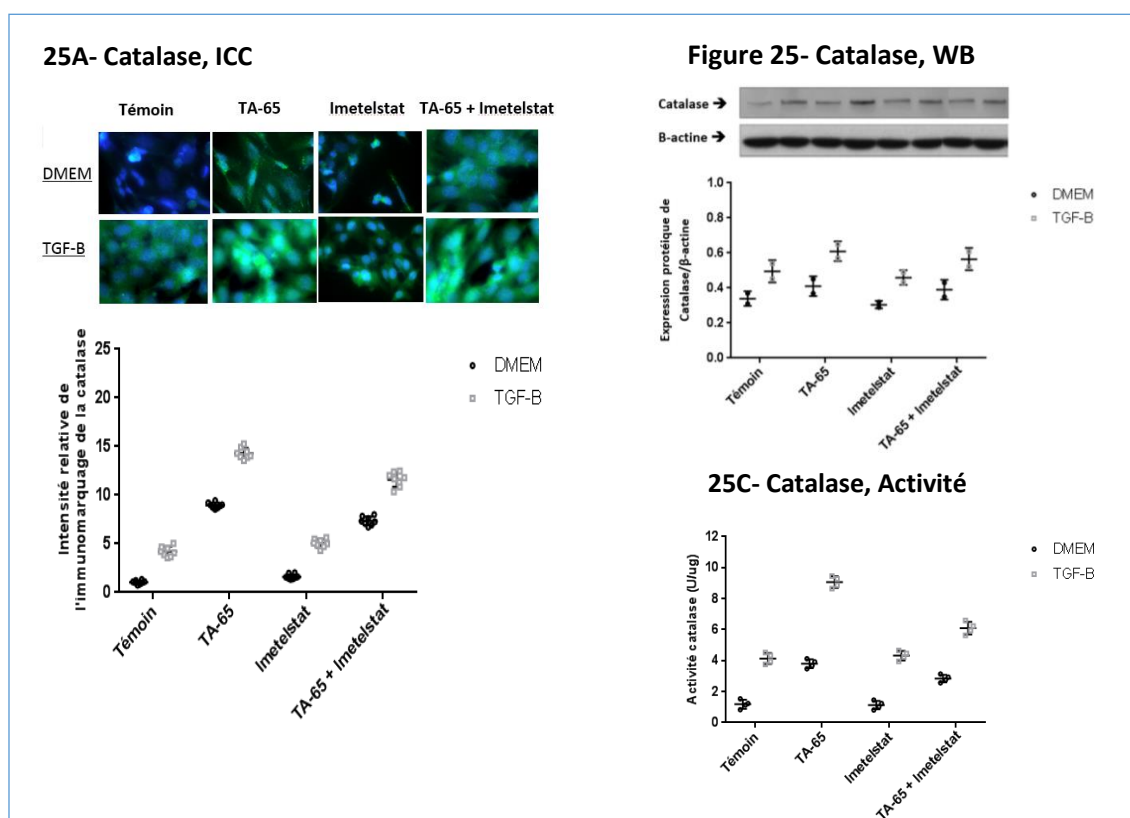 25A- Catalase, ICC
Témoin TA-65 Imetelstat TA-65 + Imetelstat
DMEM
TGF-B
25
20
15
10
5
0
Intensité relative de
l'immunomarquage de la catalase
DMEM
TGF-B
Témoin TA-65 Imetelstat TA-65 + Imetelstat
Figure 25- Catalase, WB
Catalase →
B-actine →
1.0
0.8
0.6
0.4
0.2
0.0
Expression protéique de
Catalase/β-actine
DMEM
TGF-B
Témoin TA-65 Imetelstat TA-65 + Imetelstat
25C- Catalase, Activité
12
10
8
6
4
2
0
Activité catalase (U/ug)
DMEM
TGF-B
Témoin TA-65 Imetelstat TA-65 + Imetelstat